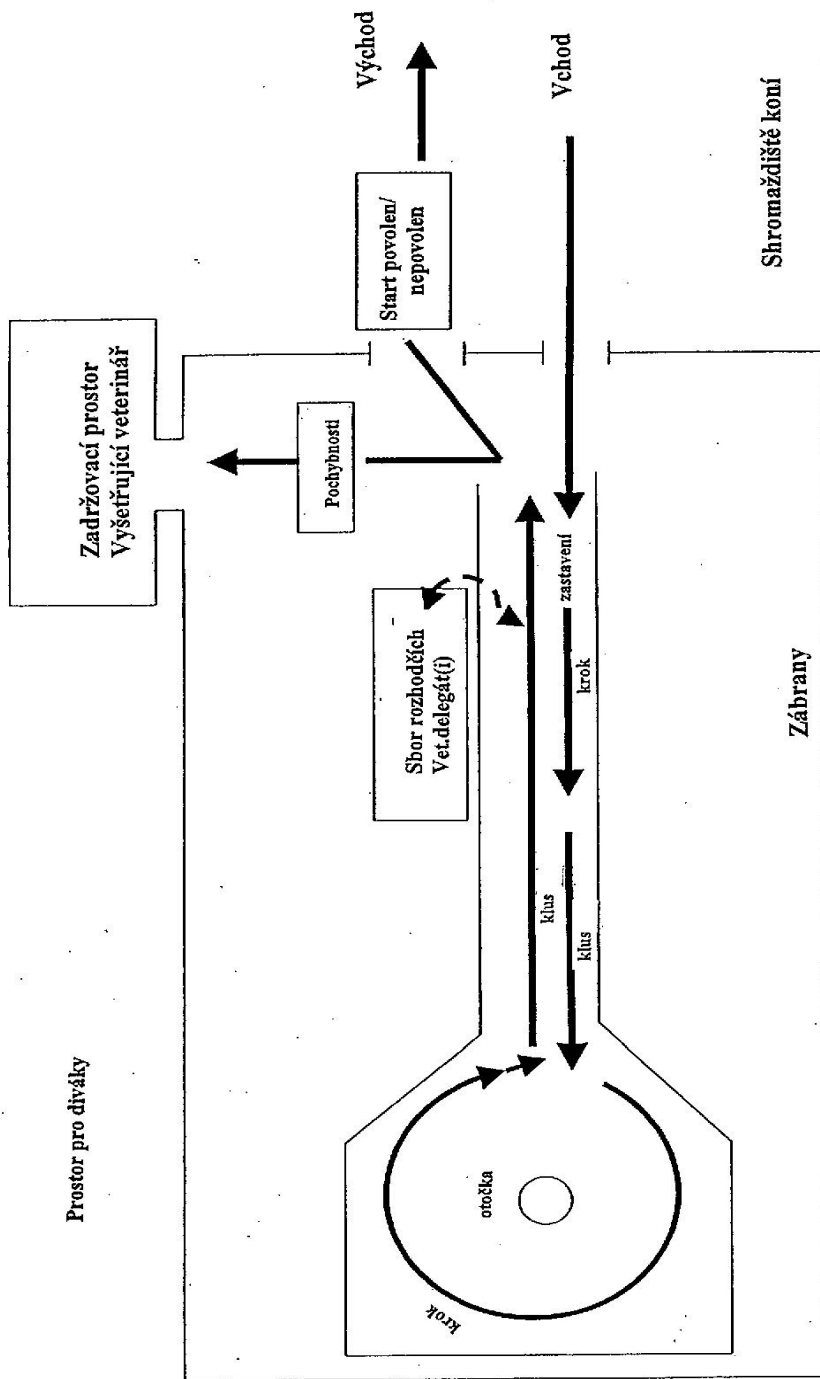 Prostor pro diváky
Zadržovací prostor
Vyšetřující veterinář
Pochybnosti
Start povolen/
nepovolen
Východ
Vchod
Sbor rozhodčích
Vet.delegát(i)
zastavení
krok
klus
klus
otočka
krok
Zábrany
Shromaždiště koní